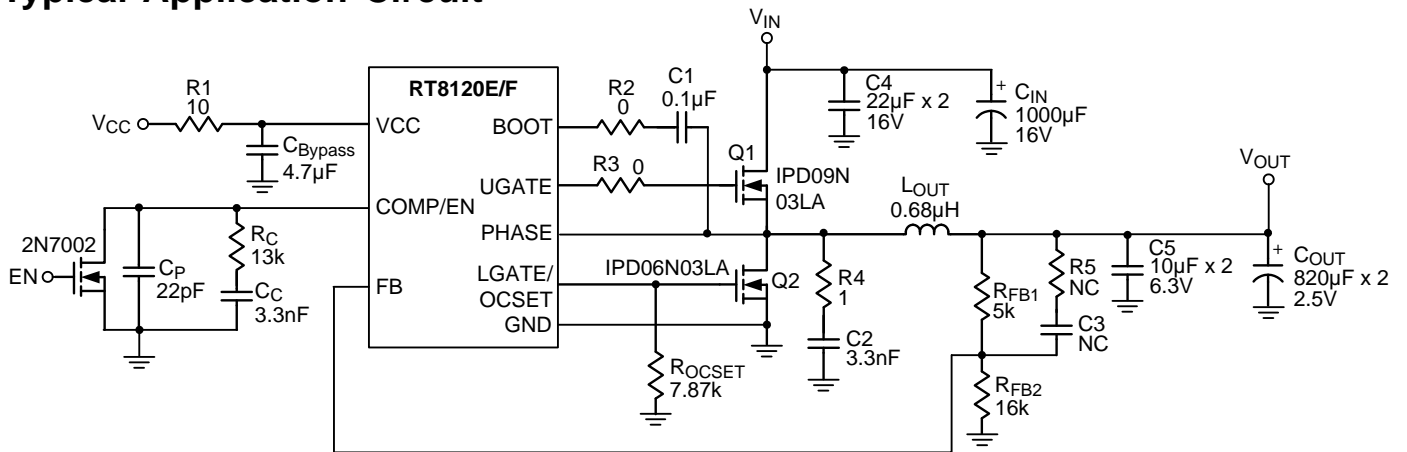 Typical Application Circuit
VIN
RT8120E/F
R1
10
VCC
CBypass
4.7µF
VCC
BOOT
R2
0
C1
0.1µF
C4
22µF x 2
16V
+
CIN
1000µF
16V
UGATE
R3
0
Q1
IPD09N
03LA
COMP/EN
PHASE
LOUT
0.68µH
VOUT
2N7002
EN
CP
22pF
RC
13k
CC
3.3nF
FB
LGATE/
OCSET
GND
IPD06N03LA
Q2
R4
1
C2
3.3nF
ROCSET
7.87k
RFB1
5k
R5
NC
C3
NC
C5
10µF x 2
6.3V
+
COUT
820µF x 2
2.5V
RFB2
16k